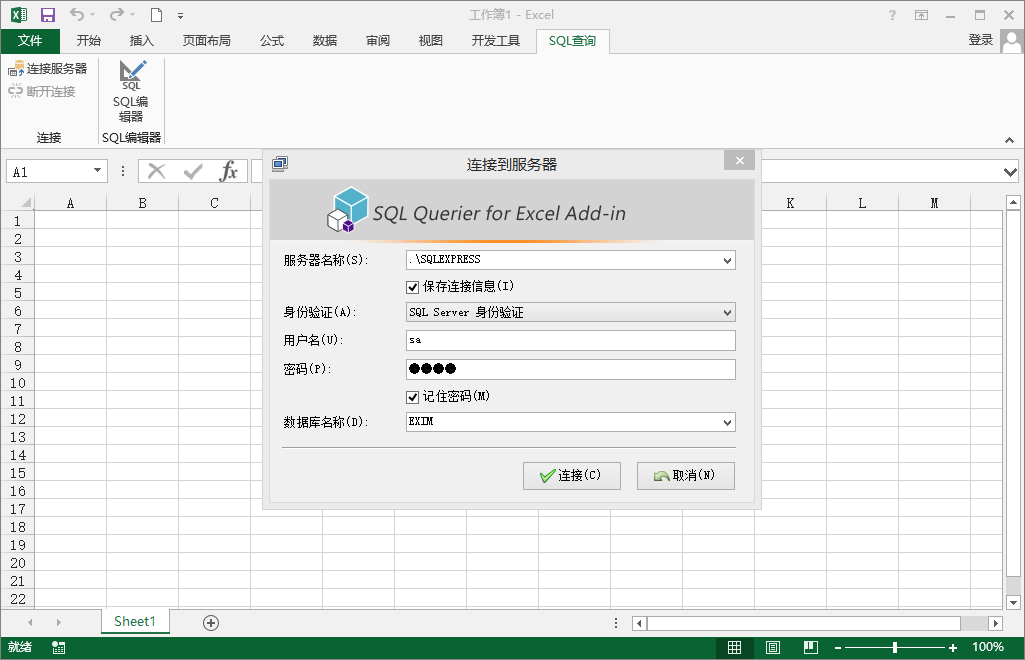 工作簿1 - Excel
?
文件 开始 插入 页面布局 公式 数据 审阅 视图 开发工具 SQL查询 登录
连接服务器
断开连接
连接
SQL
SQL编
辑器
SQL编辑器
A1
fx
A B C K L M
1
2
3
4
5
6
7
8
9
10
11
12
13
14
15
16
17
18
19
20
21
22
连接到服务器
SQL Querier for Excel Add-in
服务器名称(S): .\SQLEXPRESS
保存连接信息(I)
身份验证(A): SQL Server 身份验证
用户名(U): sa
密码(P): ●●●●
记住密码(M)
数据库名称(D): EXIM
连接(C) 取消(N)
Sheet1
就绪 100%